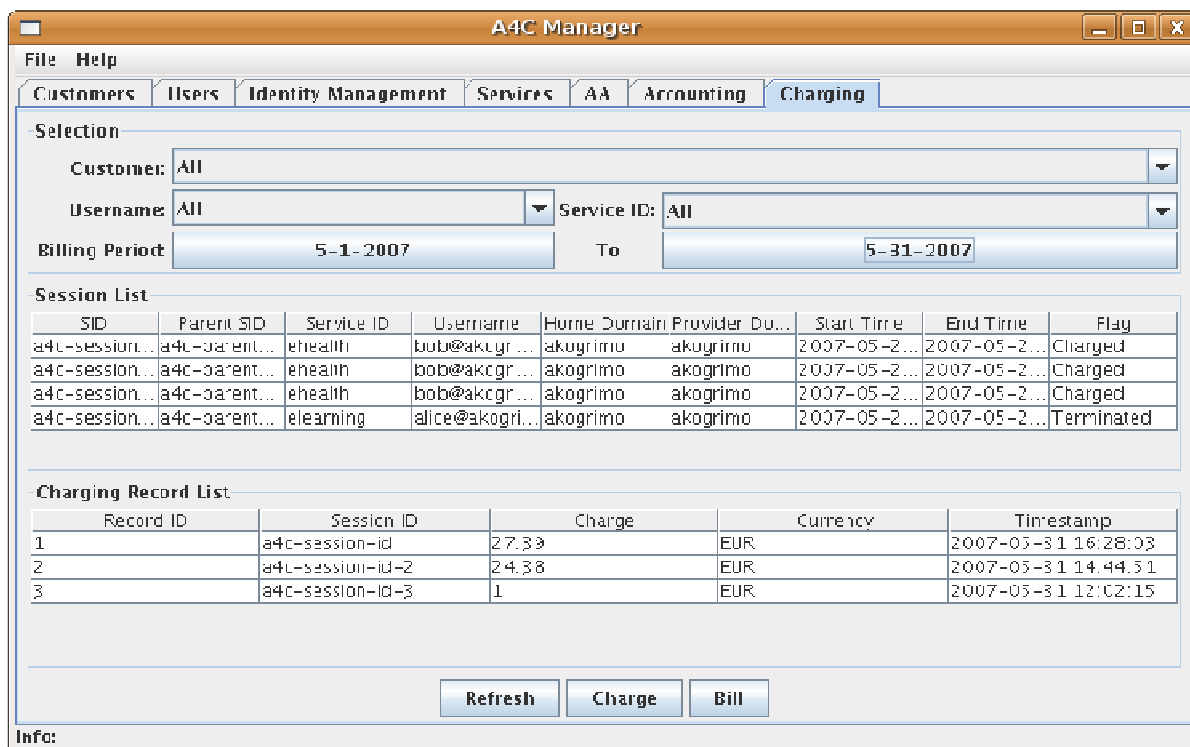 A4C Manager
File Help
Customers Users Identity Management Services AA Accounting Charging
Selection
Customer: All
Username: All Service ID: All
Billing Period: 5-1-2007 To 5-31-2007
Session List
SID Parent SID Service ID Username Home Domain Provider Do... Start Time End Time Flag
a4c-session... a4c-parent... ehealth bob@akogr... akogrimo akogrimo 2007-05-2... 2007-05-2... Charged
a4c-session... a4c-parent... ehealth bob@akogr... akogrimo akogrimo 2007-05-2... 2007-05-2... Charged
a4c-session... a4c-parent... ehealth bob@akogr... akogrimo akogrimo 2007-05-2... 2007-05-2... Charged
a4c-session... a4c-parent... elearning alice@akogri... akogrimo akogrimo 2007-05-2... 2007-05-2... Terminated
Charging Record List
Record ID Session ID Charge Currency Timestamp
1 a4c-session-id 27.39 EUR 2007-05-31 16:28:03
2 a4c-session-id-2 24.38 EUR 2007-05-31 14:44:51
3 a4c-session-id-3 1 EUR 2007-05-31 12:02:15
Refresh Charge Bill
Info: